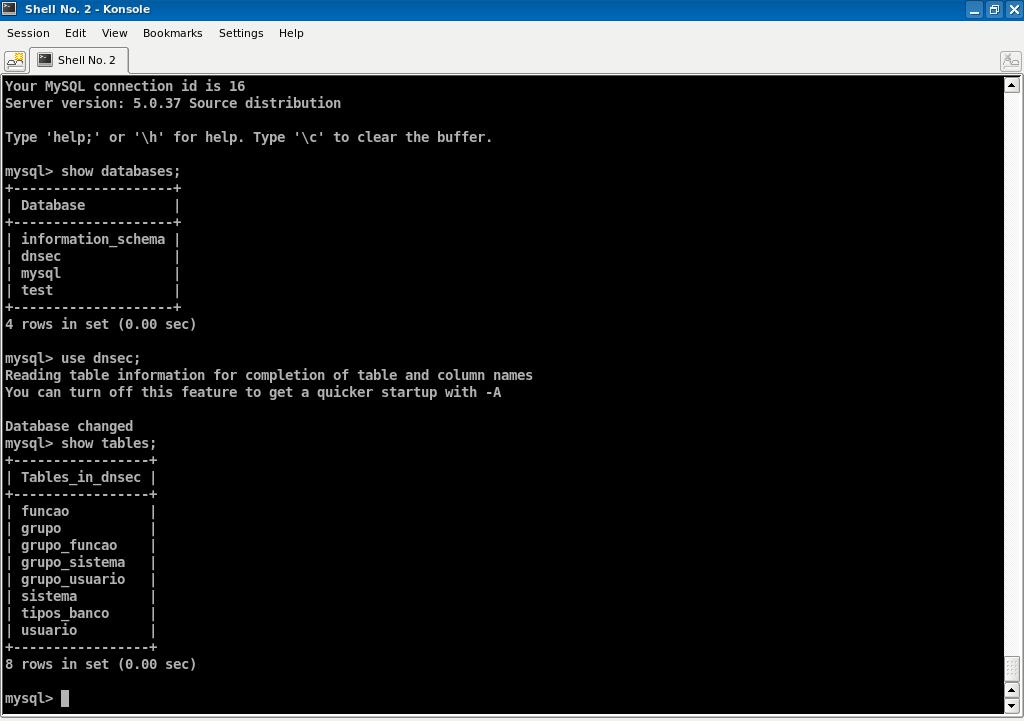 Shell No. 2 - Konsole
Session Edit View Bookmarks Settings Help
Shell No. 2
Your MySQL connection id is 16
Server version: 5.0.37 Source distribution
Type 'help;' or '\h' for help. Type '\c' to clear the buffer.
mysql> show databases;
+--------------------+
| Database           |
+--------------------+
| information_schema |
| dnsec              |
| mysql              |
| test               |
+--------------------+
4 rows in set (0.00 sec)
mysql> use dnsec;
Reading table information for completion of table and column names
You can turn off this feature to get a quicker startup with -A
Database changed
mysql> show tables;
+-----------------+
| Tables_in_dnsec |
+-----------------+
| funcao          |
| grupo           |
| grupo_funcao    |
| grupo_sistema   |
| grupo_usuario   |
| sistema         |
| tipos_banco     |
| usuario         |
+-----------------+
8 rows in set (0.00 sec)
mysql>